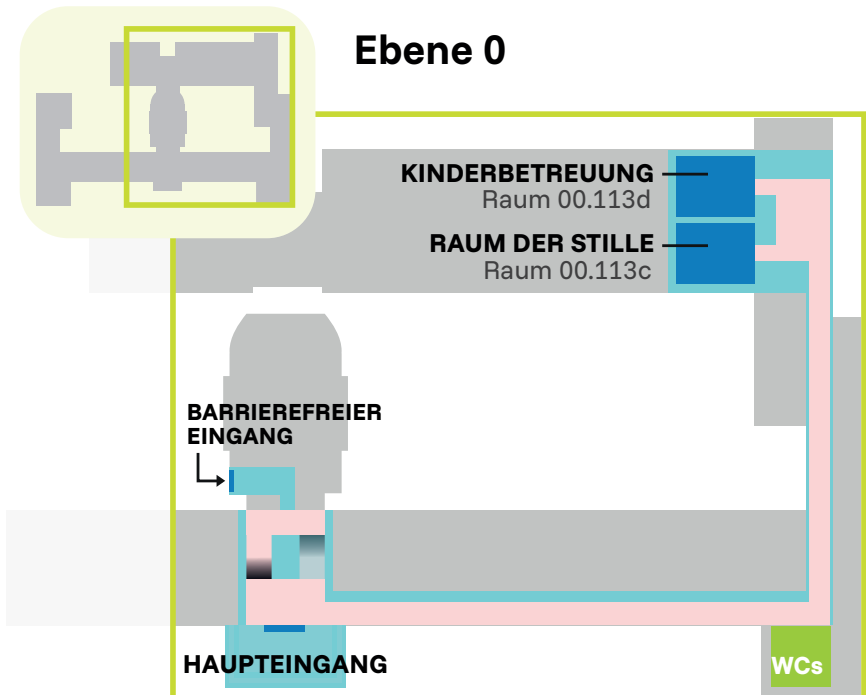 Ebene 0
KINDERBETREUUNG
Raum 00.113d
RAUM DER STILLE
Raum 00.113c
BARRIEREFREIER
EINGANG
HAUPTEINGANG
WCs